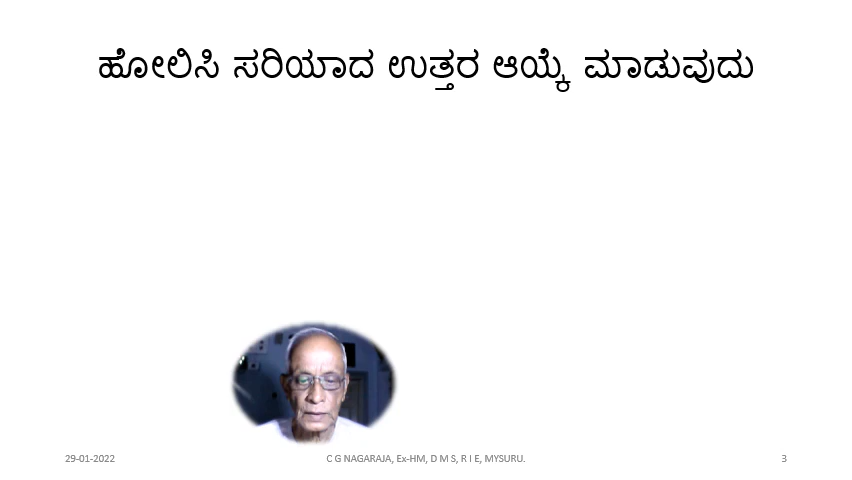 ಹೋಲಿಸಿ ಸರಿಯಾದ ಉತ್ತರ ಆಯ್ಕೆ ಮಾಡುವುದು
29-01-2022 C G NAGARAJA, Ex-HM, D M S, R I E, MYSURU. 3